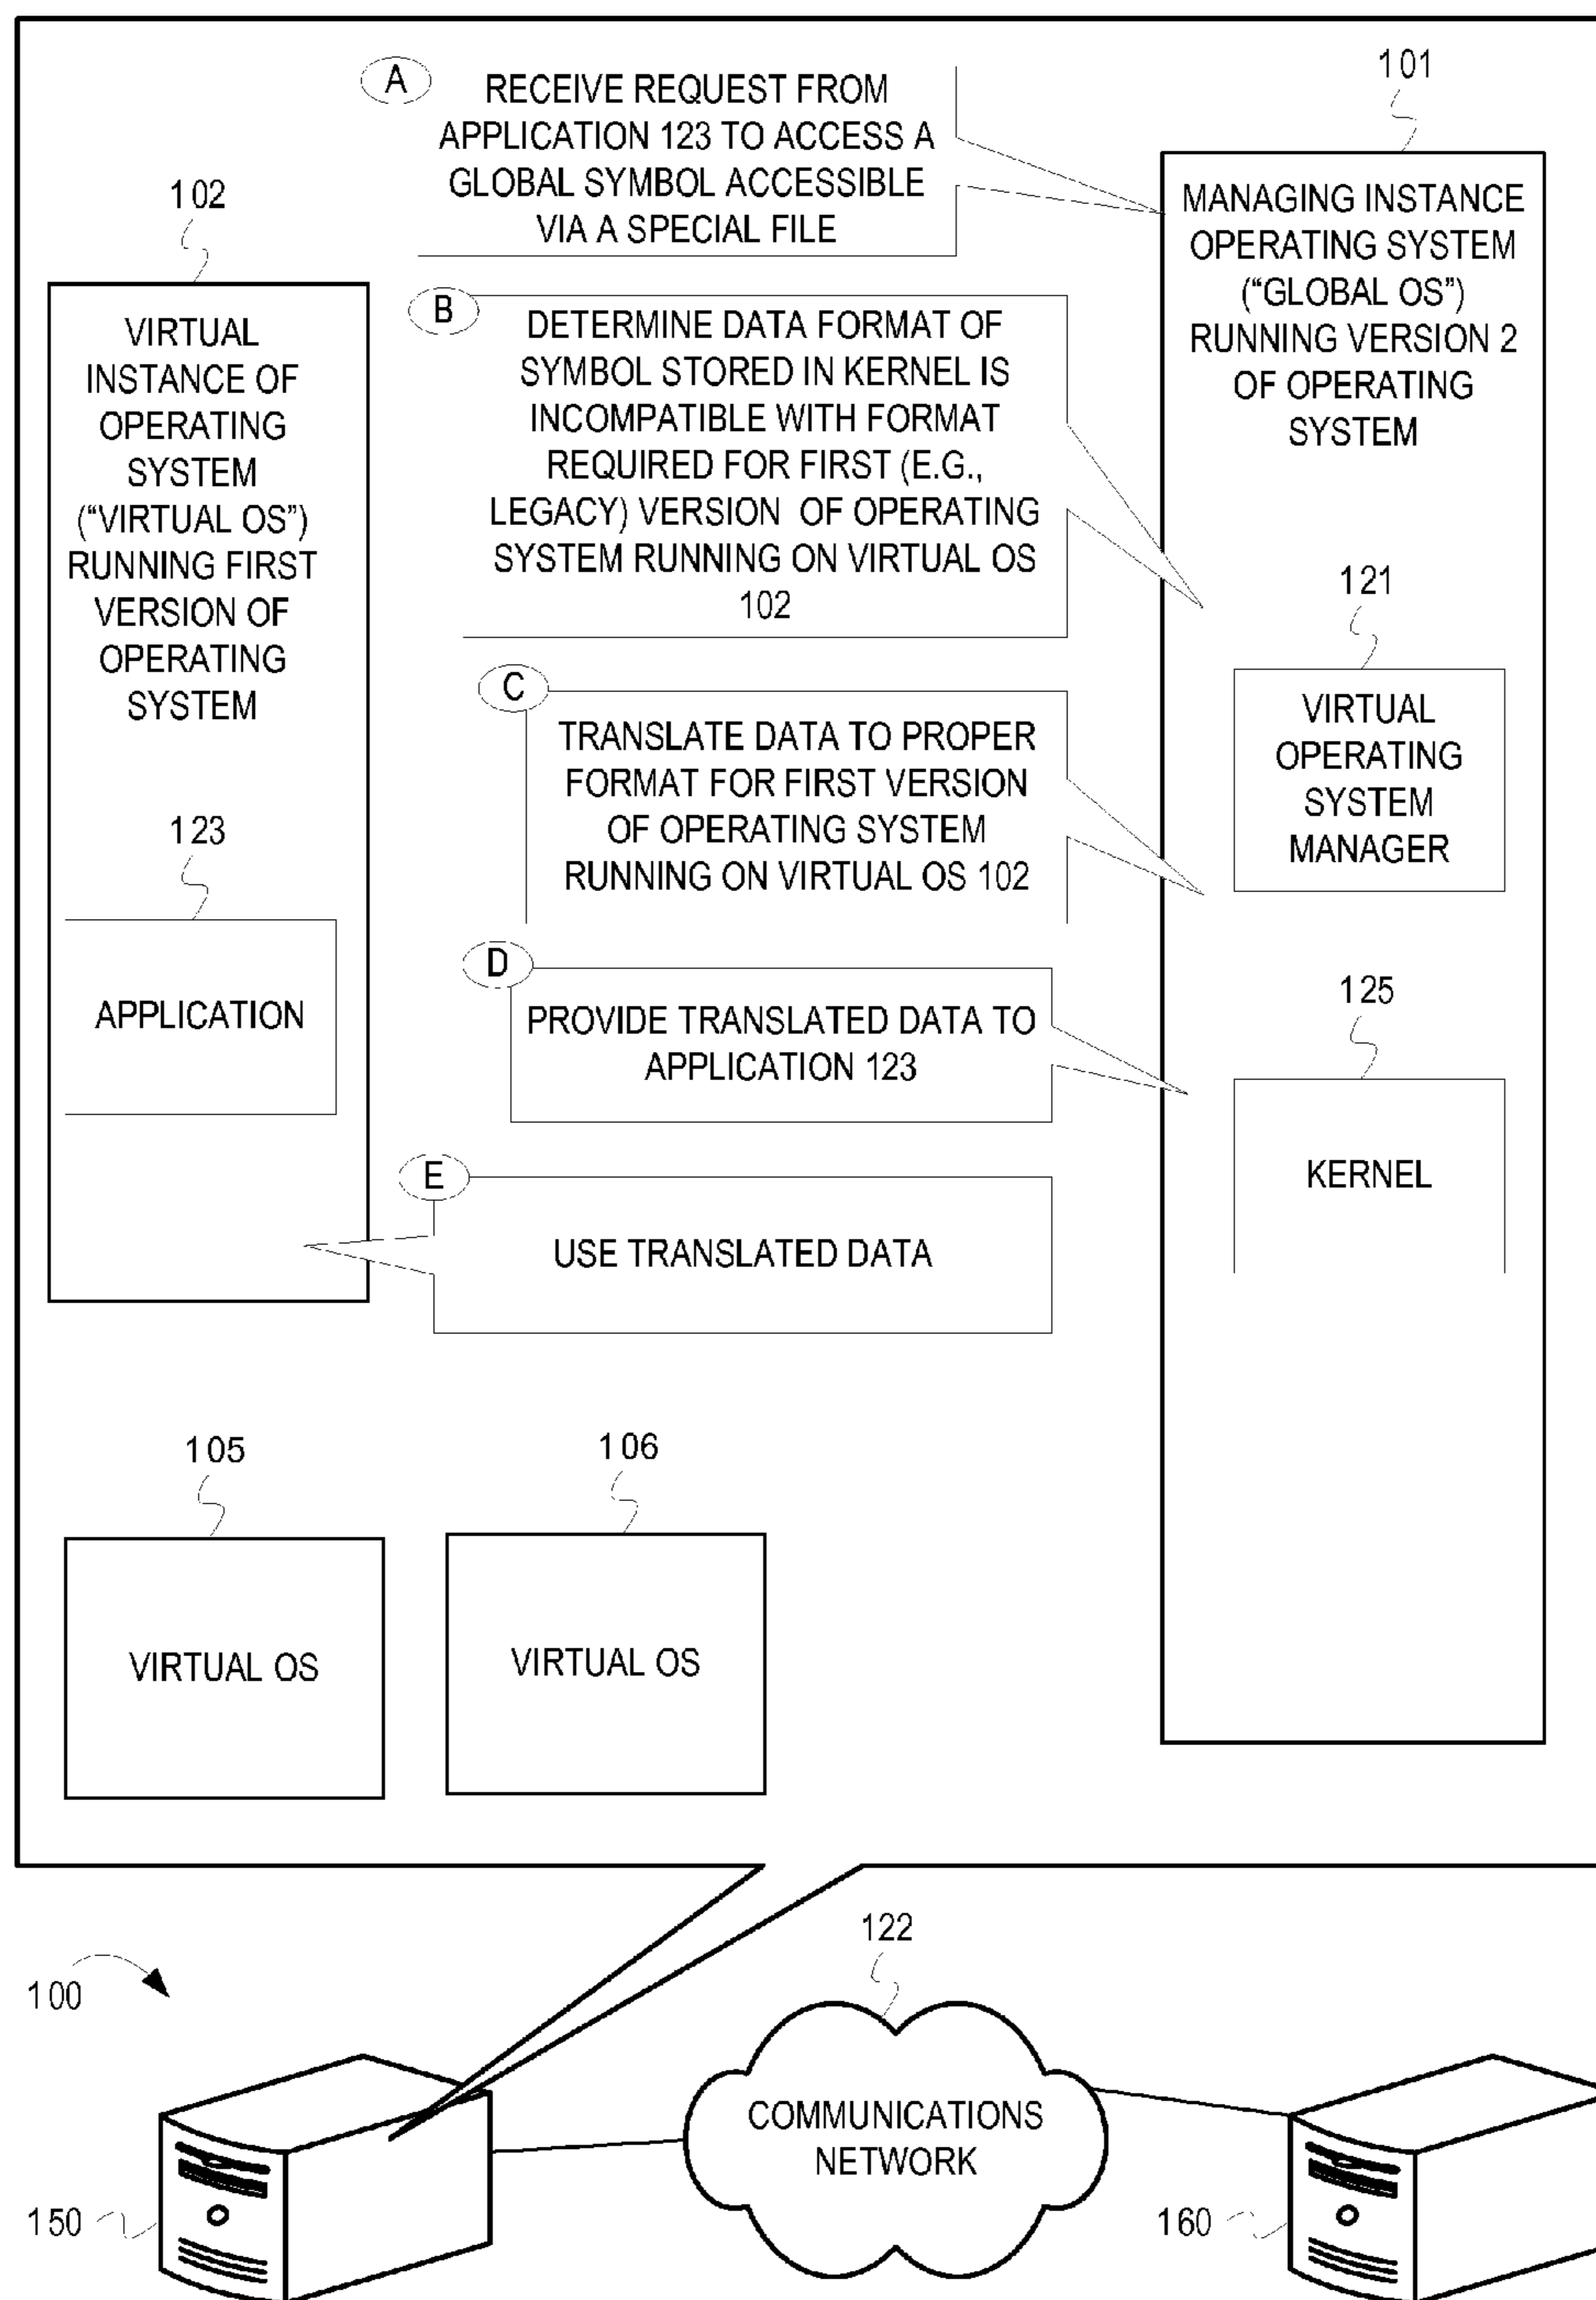 A
RECEIVE REQUEST FROM
APPLICATION 123 TO ACCESS A
GLOBAL SYMBOL ACCESSIBLE
VIA A SPECIAL FILE
101
MANAGING INSTANCE
OPERATING SYSTEM
(“GLOBAL OS”)
RUNNING VERSION 2
OF OPERATING
SYSTEM
102
VIRTUAL
INSTANCE OF
OPERATING
SYSTEM
(“VIRTUAL OS”)
RUNNING FIRST
VERSION OF
OPERATING
SYSTEM
B
DETERMINE DATA FORMAT OF
SYMBOL STORED IN KERNEL IS
INCOMPATIBLE WITH FORMAT
REQUIRED FOR FIRST (E.G.,
LEGACY) VERSION OF OPERATING
SYSTEM RUNNING ON VIRTUAL OS
102
121
VIRTUAL
OPERATING
SYSTEM
MANAGER
C
TRANSLATE DATA TO PROPER
FORMAT FOR FIRST VERSION
OF OPERATING SYSTEM
RUNNING ON VIRTUAL OS 102
123
APPLICATION
D
PROVIDE TRANSLATED DATA TO
APPLICATION 123
125
KERNEL
E
USE TRANSLATED DATA
105
VIRTUAL OS
106
VIRTUAL OS
100
122
COMMUNICATIONS
NETWORK
150
160